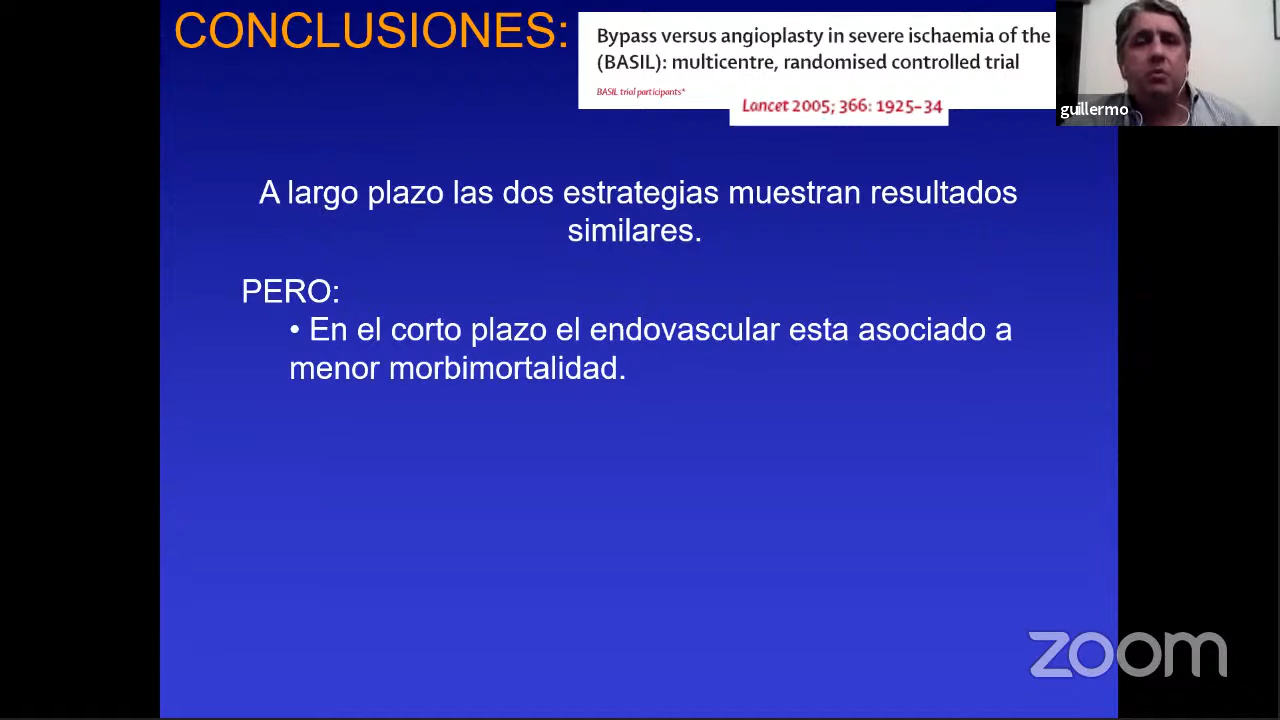 CONCLUSIONES:
Bypass versus angioplasty in severe ischaemia of the
(BASIL): multicentre, randomised controlled trial
BASIL trial participants*
Lancet 2005; 366: 1925–34
guillermo
A largo plazo las dos estrategias muestran resultados
similares.
PERO:
• En el corto plazo el endovascular esta asociado a
menor morbimortalidad.
zoom